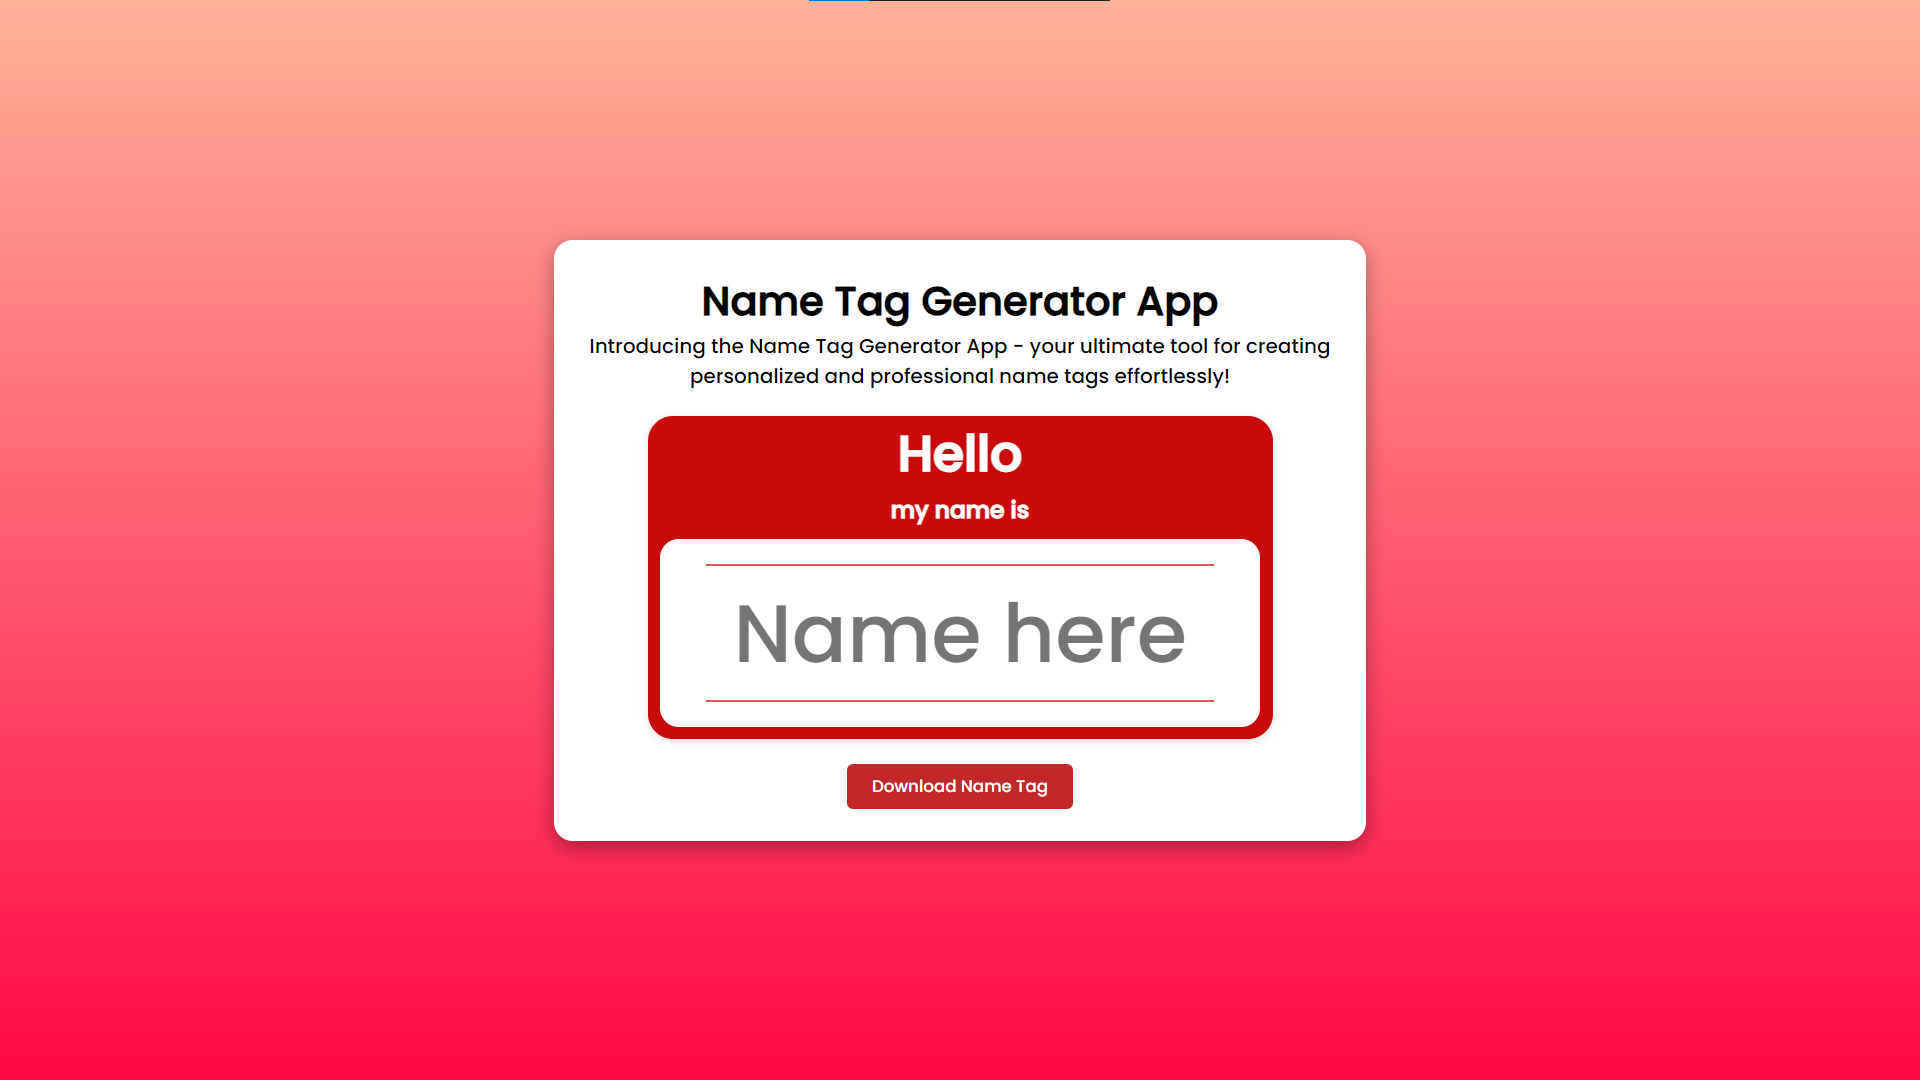 Name Tag Generator App
Introducing the Name Tag Generator App - your ultimate tool for creating
personalized and professional name tags effortlessly!
Hello
my name is
Name here
Download Name Tag